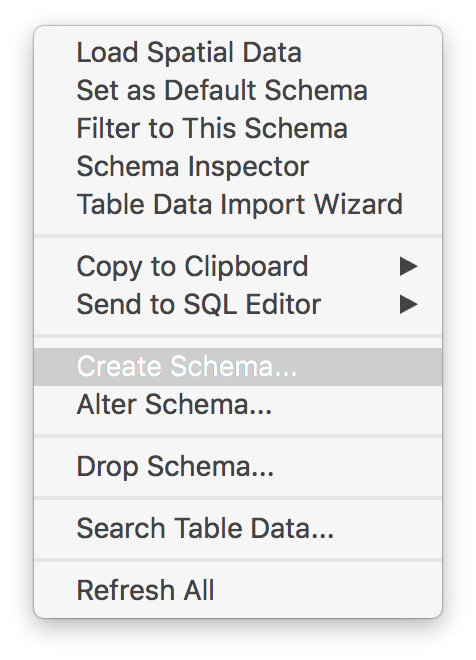 Load Spatial Data
Set as Default Schema
Filter to This Schema
Schema Inspector
Table Data Import Wizard
Copy to Clipboard
Send to SQL Editor
Create Schema...
Alter Schema...
Drop Schema...
Search Table Data...
Refresh All